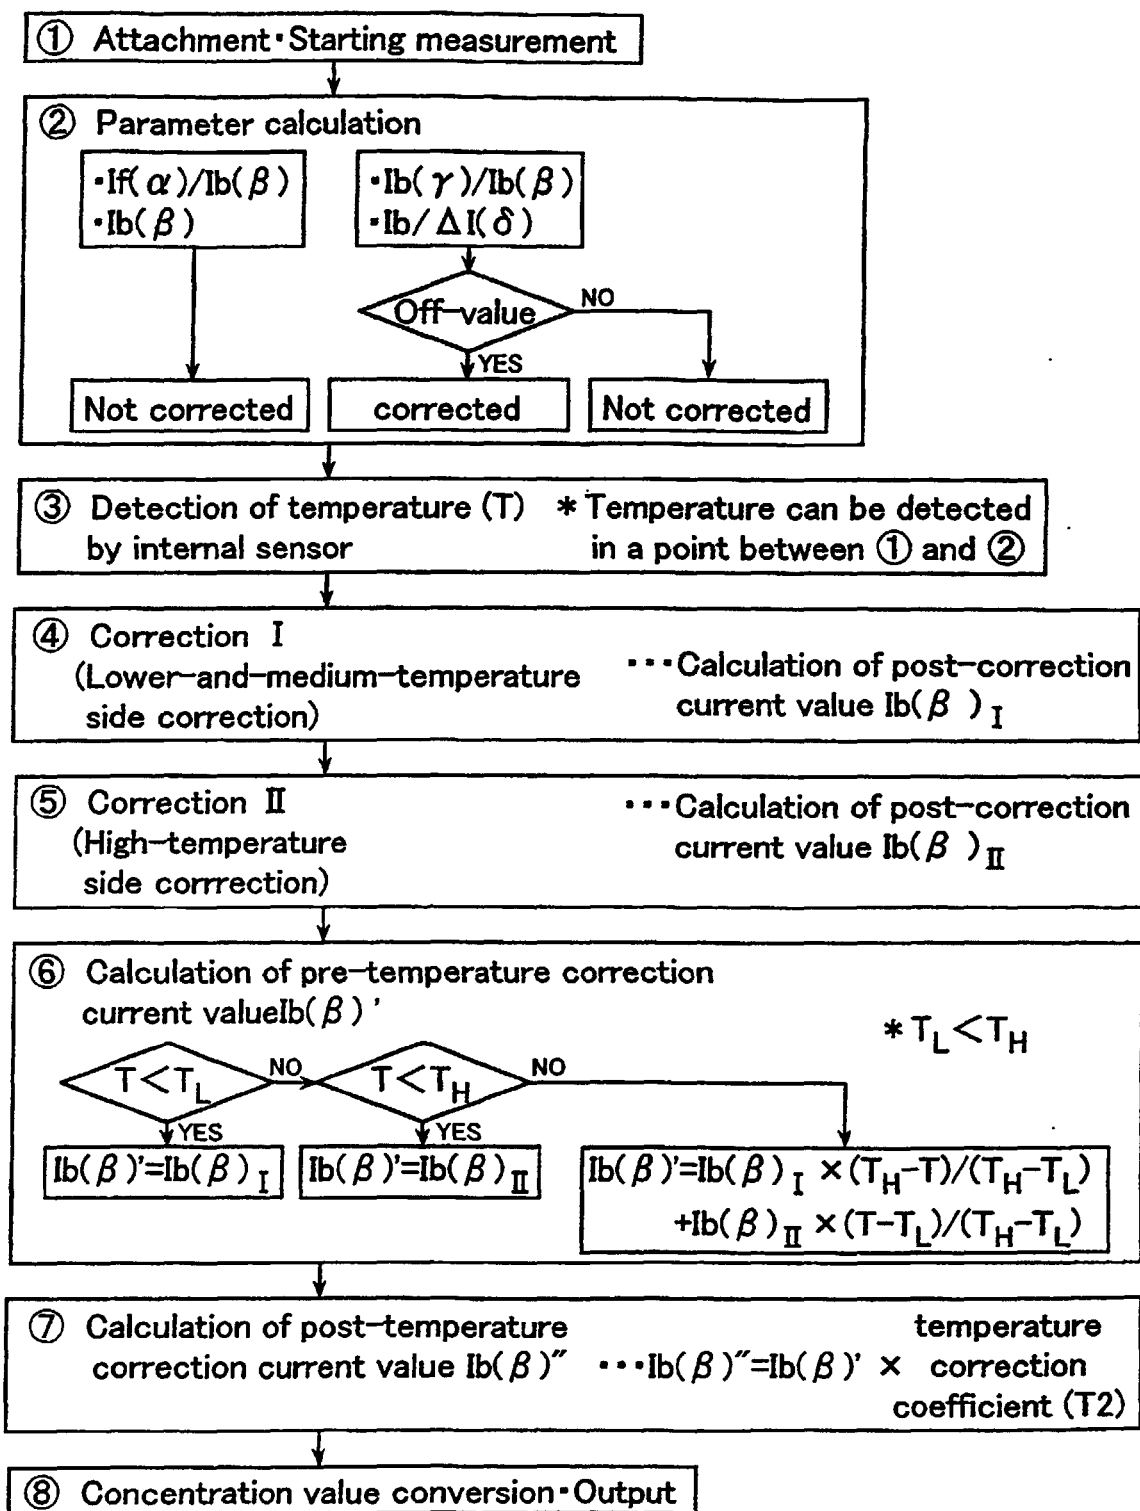 ① Attachment･Starting measurement
② Parameter calculation
･If(α)/Ib(β)
･Ib(β)
･Ib(γ)/Ib(β)
･Ib/ΔI(δ)
Off-value
NO
YES
Not corrected
corrected
Not corrected
③ Detection of temperature (T)
by internal sensor
* Temperature can be detected
in a point between ① and ②
④ Correction I
(Lower-and-medium-temperature
side correction)
･･･Calculation of post-correction
current value Ib(β )I
⑤ Correction II
(High-temperature
side corrrection)
･･･Calculation of post-correction
current value Ib(β )II
⑥ Calculation of pre-temperature correction
current valueIb(β)'
* TL<TH
T<TL
NO
T<TH
NO
YES
YES
Ib(β)'=Ib(β)I
Ib(β)'=Ib(β)II
Ib(β)'=Ib(β)I ×(TH-T)/(TH-TL)
+Ib(β)II ×(T-TL)/(TH-TL)
⑦ Calculation of post-temperature
correction current value Ib(β)"
･･･Ib(β)"=Ib(β)' ×
temperature
correction
coefficient (T2)
⑧ Concentration value conversion･Output